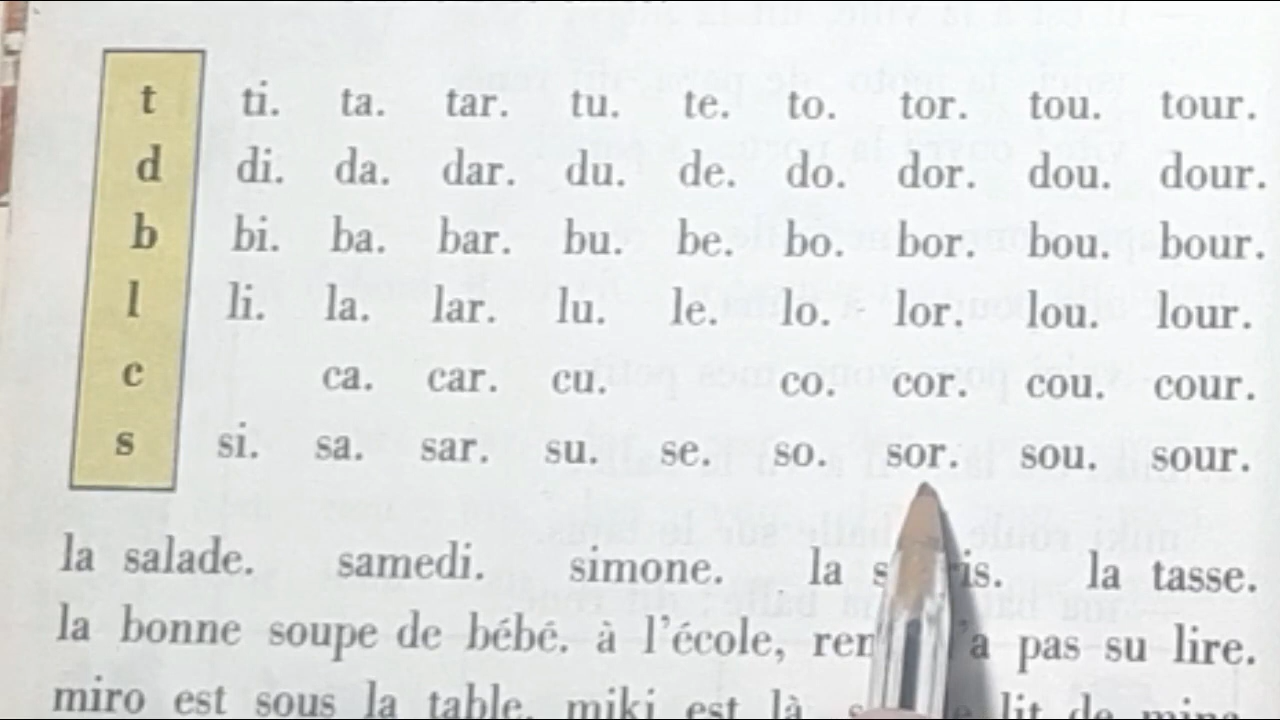 t ti. ta. tar. tu. te. to. tor. tou. tour.
d di. da. dar. du. de. do. dor. dou. dour.
b bi. ba. bar. bu. be. bo. bor. bou. bour.
l li. la. lar. lu. le. lo. lor. lou. lour.
c ca. car. cu. co. cor. cou. cour.
s si. sa. sar. su. se. so. sor. sou. sour.
la salade. samedi. simone. la la tasse.
la bonne soupe de bébé. à l'école, pas su lire.
miro est sous la table. miki est là lit de